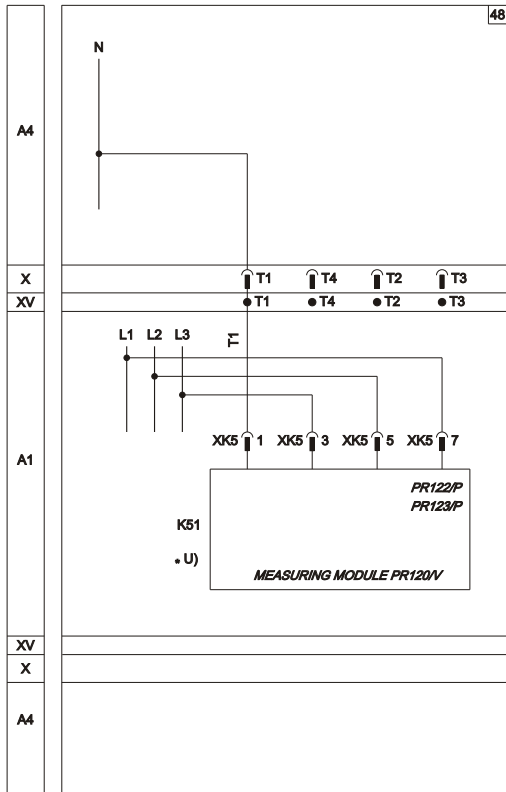 48
N
A4
X
T1 T4 T2 T3
XV
T1 T4 T2 T3
L1 L2 L3
T1
A1
XK5 1 XK5 3 XK5 5 XK5 7
PR122/P
PR123/P
K51
* U)
MEASURING MODULE PR120/V
XV
X
A4